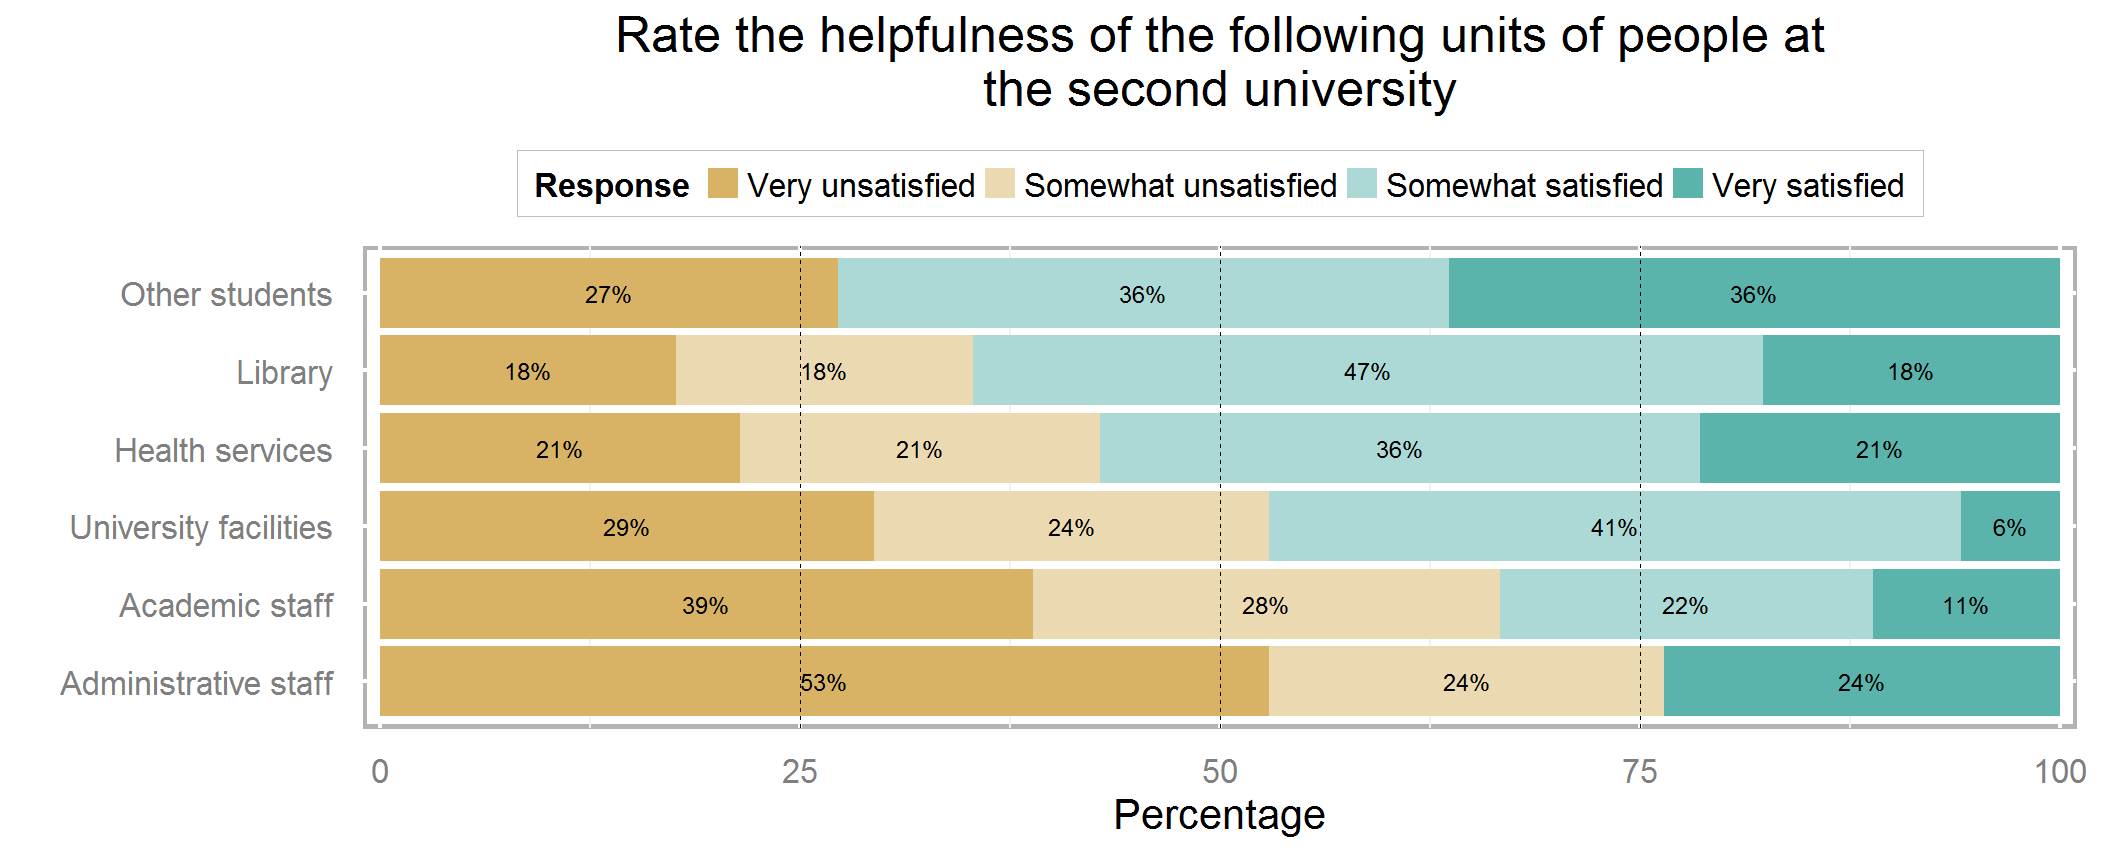 Rate the helpfulness of the following units of people at
the second university
Response Very unsatisfied Somewhat unsatisfied Somewhat satisfied Very satisfied
Other students 27% 36% 36%
Library 18% 18% 47% 18%
Health services 21% 21% 36% 21%
University facilities 29% 24% 41% 6%
Academic staff 39% 28% 22% 11%
Administrative staff 53% 24% 24%
0 25 50 75 100
Percentage